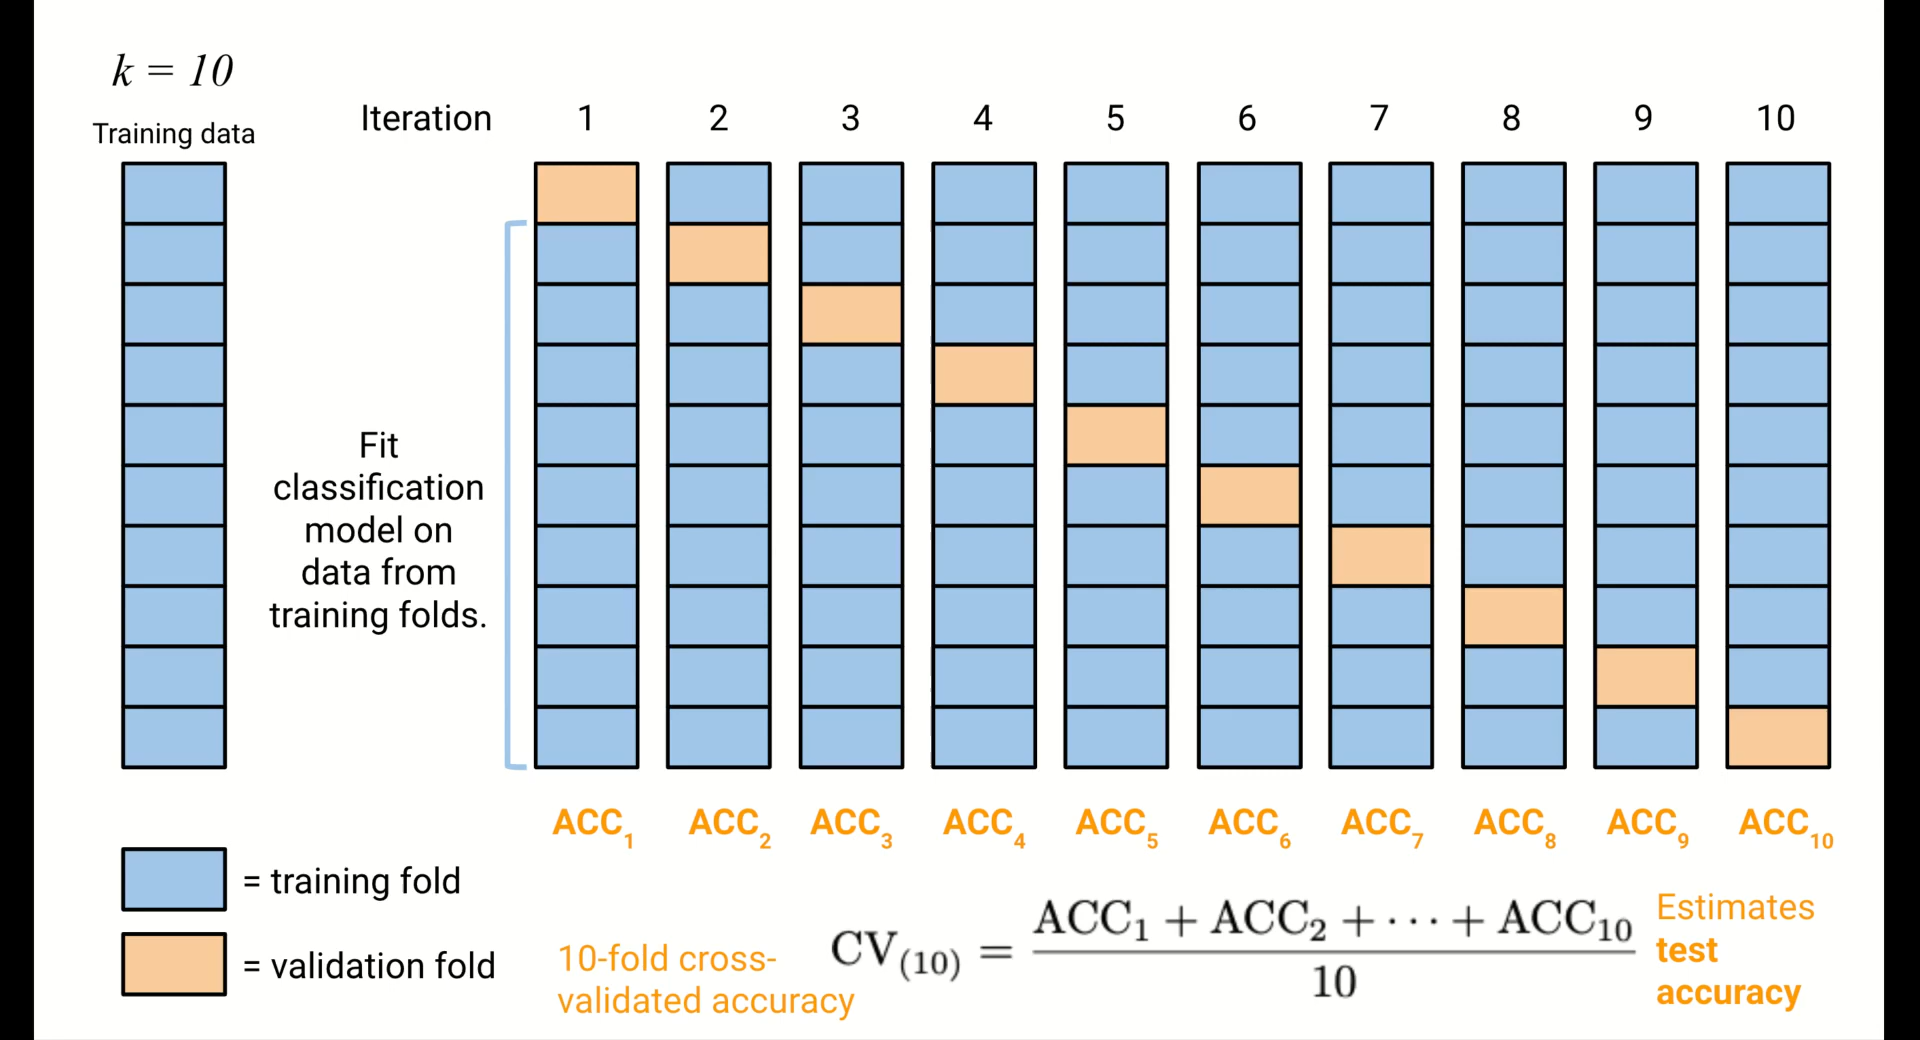 k = 10
Training data
Iteration 1 2 3 4 5 6 7 8 9 10
Fit
classification
model on
data from
training folds.
ACC₁ ACC₂ ACC₃ ACC₄ ACC₅ ACC₆ ACC₇ ACC₈ ACC₉ ACC₁₀
= training fold
= validation fold
10-fold cross-
validated accuracy
CV₍₁₀₎ = (ACC₁ + ACC₂ + ··· + ACC₁₀) / 10
Estimates
test
accuracy